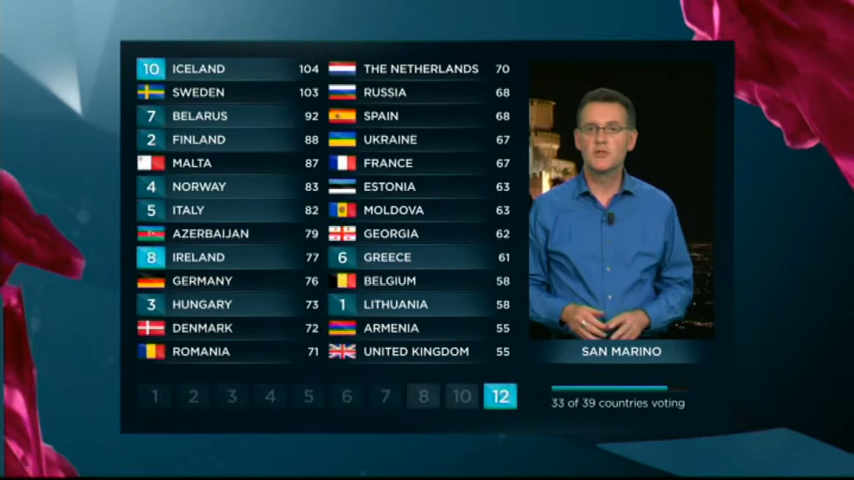 10 ICELAND 104
SWEDEN 103
7 BELARUS 92
2 FINLAND 88
MALTA 87
4 NORWAY 83
5 ITALY 82
AZERBAIJAN 79
8 IRELAND 77
GERMANY 76
3 HUNGARY 73
DENMARK 72
ROMANIA 71
THE NETHERLANDS 70
RUSSIA 68
SPAIN 68
UKRAINE 67
FRANCE 67
ESTONIA 63
MOLDOVA 63
GEORGIA 62
6 GREECE 61
BELGIUM 58
1 LITHUANIA 58
ARMENIA 55
UNITED KINGDOM 55
SAN MARINO
1 2 3 4 5 6 7 8 10 12
33 of 39 countries voting